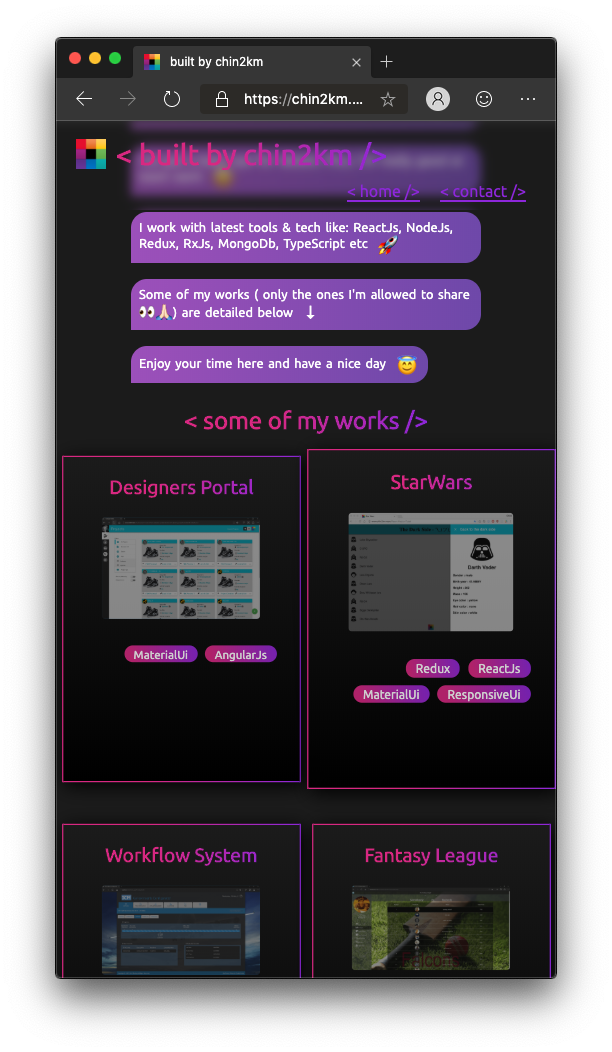 built by chin2km
https://chin2km....
< built by chin2km />
< home /> < contact />
I work with latest tools & tech like: ReactJs, NodeJs,
Redux, RxJs, MongoDb, TypeScript etc 🚀
Some of my works ( only the ones I'm allowed to share
👀🙏🏻) are detailed below ↓
Enjoy your time here and have a nice day 😇
< some of my works />
Designers Portal
MaterialUi AngularJs
StarWars
Darth Vader
Redux ReactJs
MaterialUi ResponsiveUi
Workflow System
Fantasy League